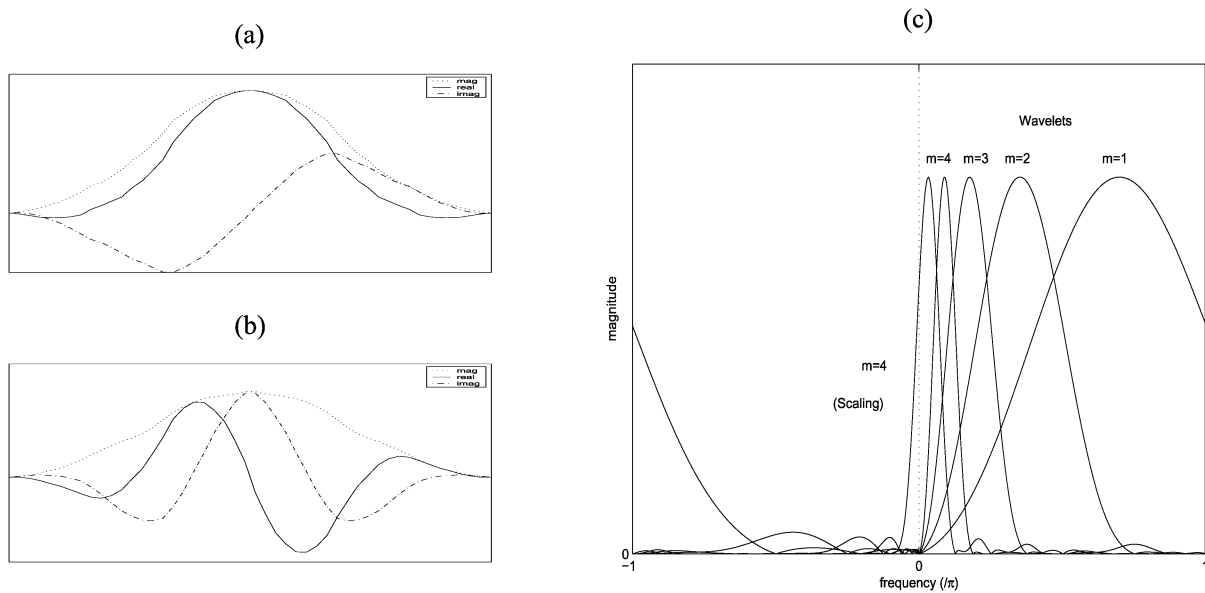 (a)
mag
real
imag
(b)
mag
real
imag
(c)
Wavelets
m=4 m=3 m=2 m=1
m=4
(Scaling)
magnitude
0
−1 0 1
frequency (/π)